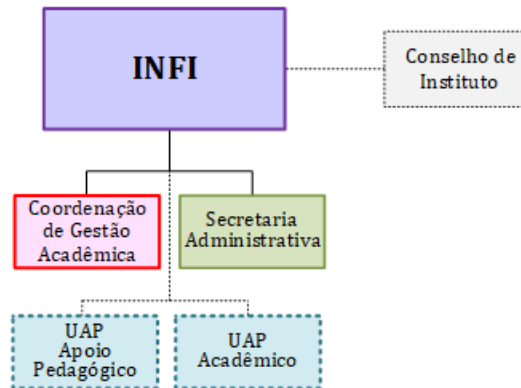 INFI
Conselho de
Instituto
Coordenação
de Gestão
Acadêmica
Secretaria
Administrativa
UAP
Apoio
Pedagógico
UAP
Acadêmico